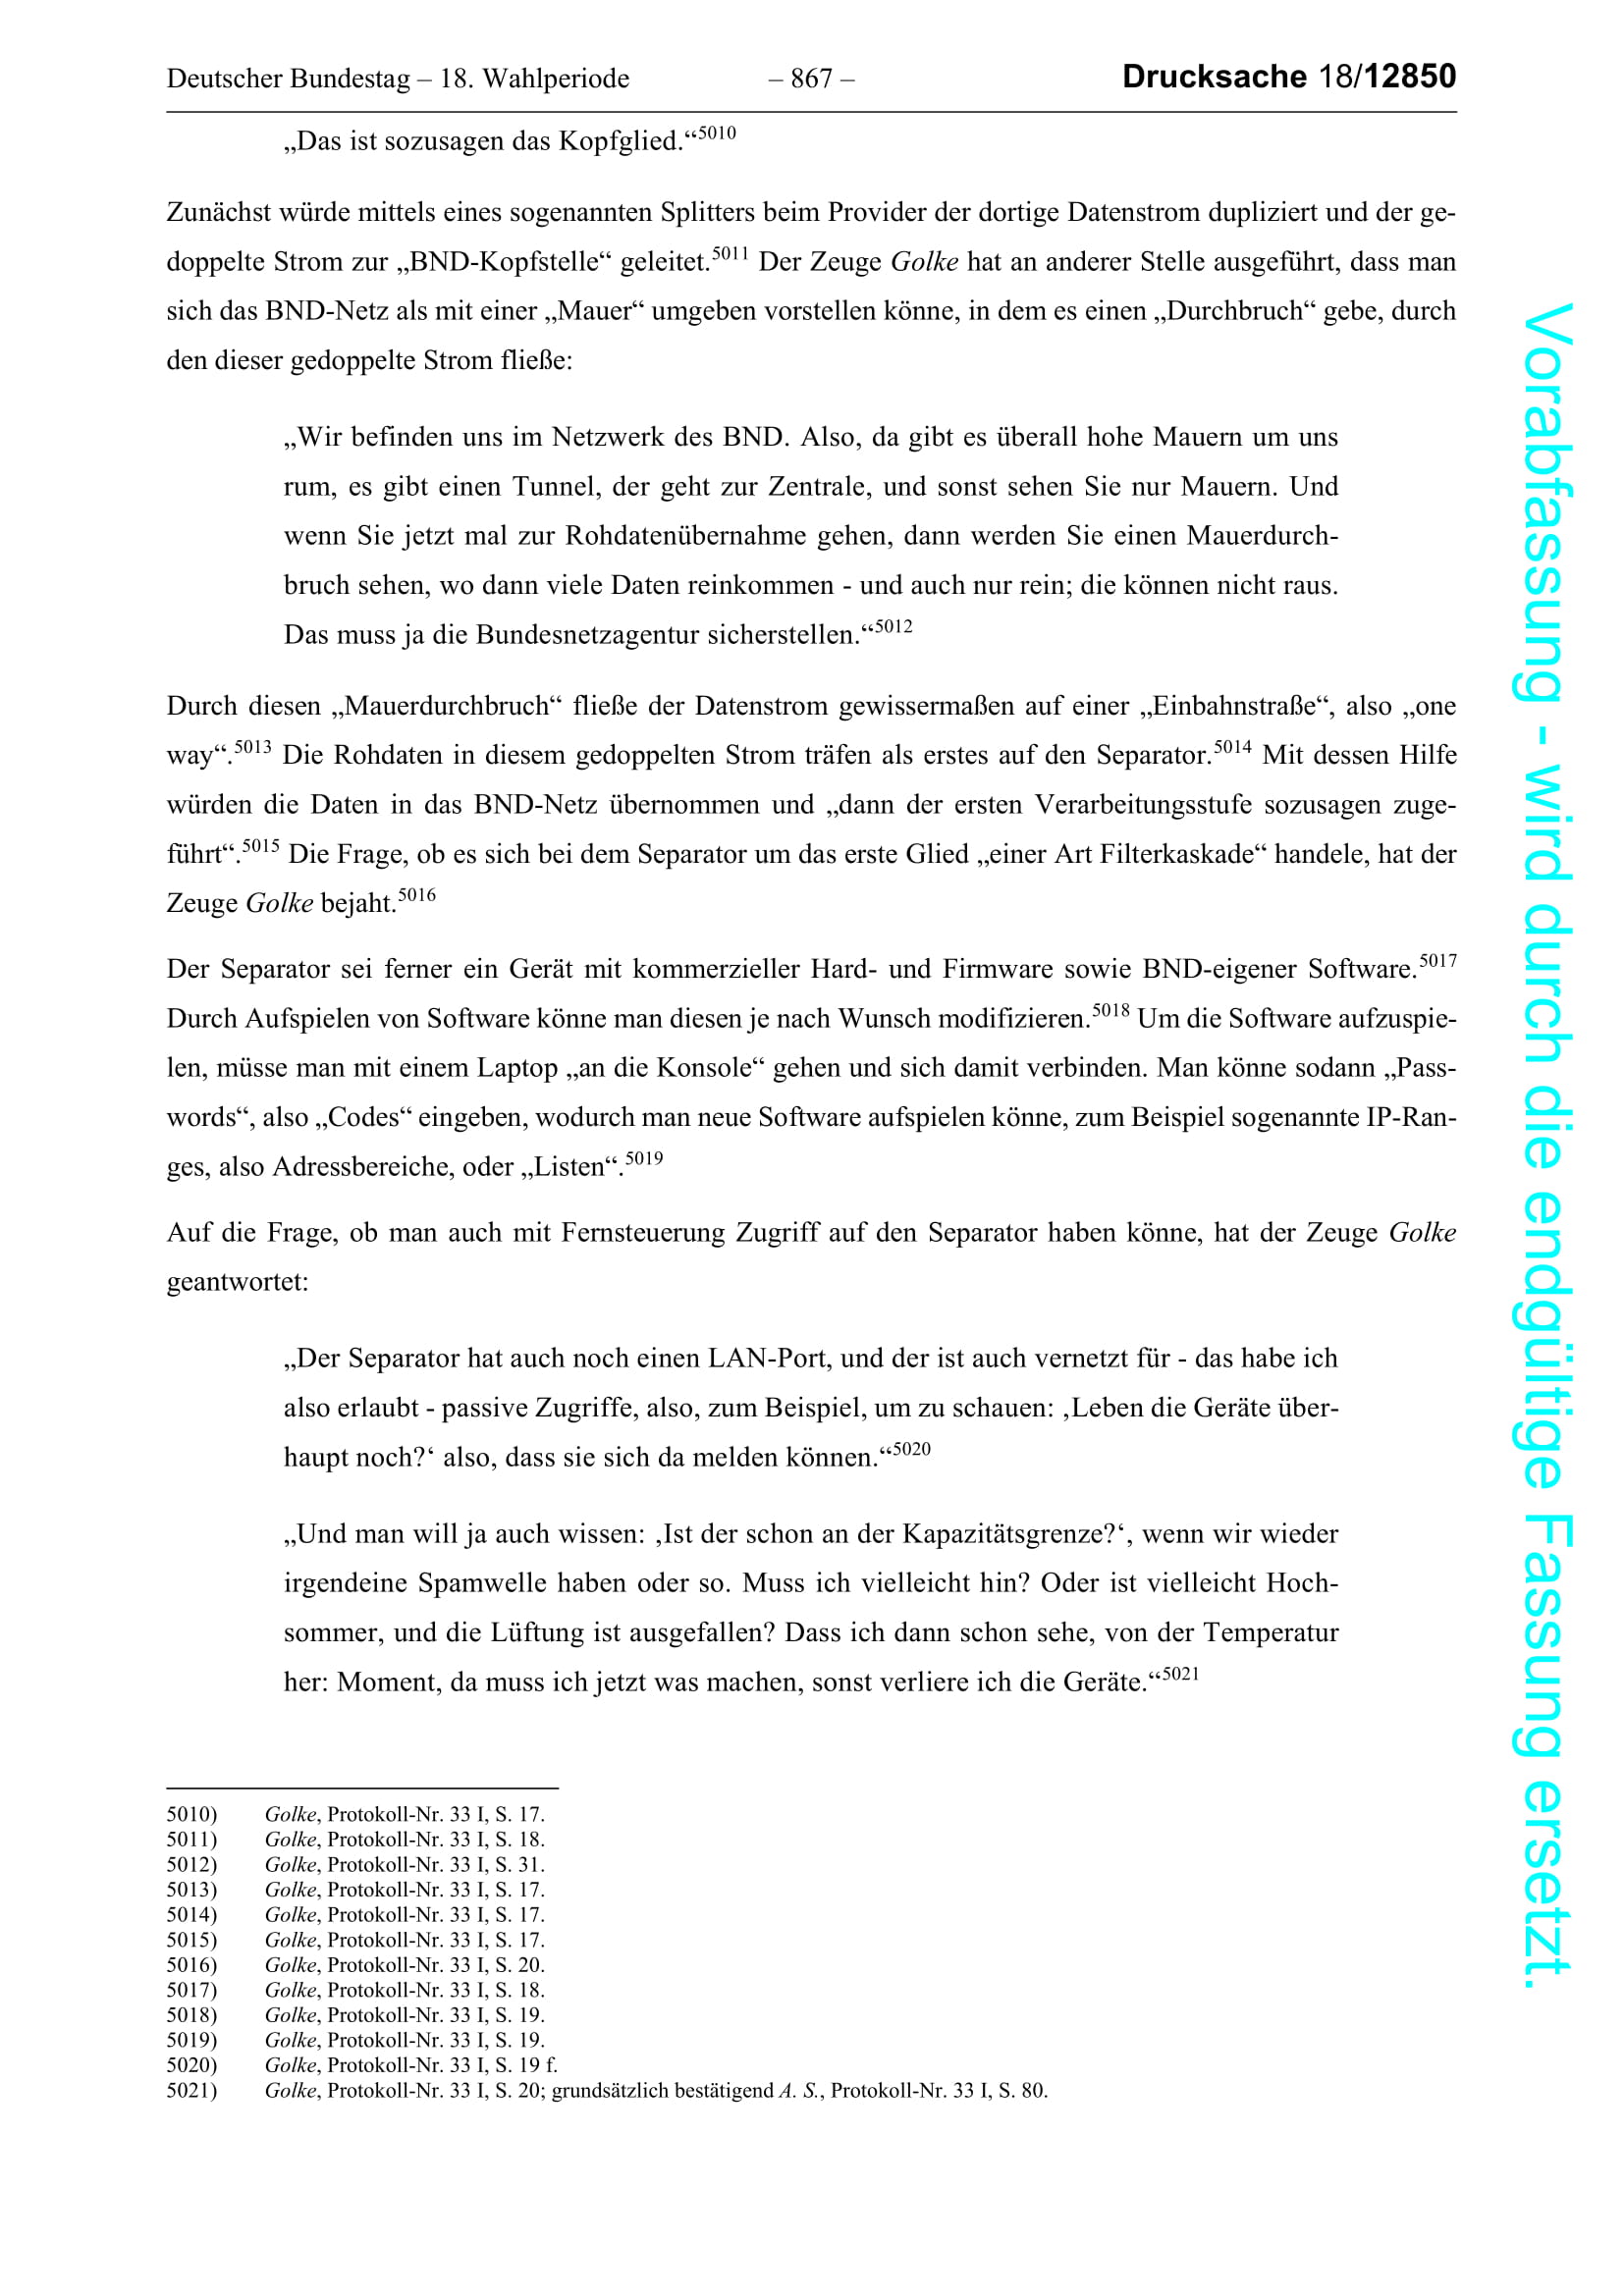 Deutscher Bundestag – 18. Wahlperiode – 867 – Drucksache 18/12850
„Das ist sozusagen das Kopfglied.“5010
Zunächst würde mittels eines sogenannten Splitters beim Provider der dortige Datenstrom dupliziert und der ge-
doppelte Strom zur „BND-Kopfstelle“ geleitet.5011 Der Zeuge Golke hat an anderer Stelle ausgeführt, dass man
sich das BND-Netz als mit einer „Mauer“ umgeben vorstellen könne, in dem es einen „Durchbruch“ gebe, durch
den dieser gedoppelte Strom fließe:
„Wir befinden uns im Netzwerk des BND. Also, da gibt es überall hohe Mauern um uns
rum, es gibt einen Tunnel, der geht zur Zentrale, und sonst sehen Sie nur Mauern. Und
wenn Sie jetzt mal zur Rohdatenübernahme gehen, dann werden Sie einen Mauerdurch-
bruch sehen, wo dann viele Daten reinkommen - und auch nur rein; die können nicht raus.
Das muss ja die Bundesnetzagentur sicherstellen.“5012
Durch diesen „Mauerdurchbruch“ fließe der Datenstrom gewissermaßen auf einer „Einbahnstraße“, also „one
way“.5013 Die Rohdaten in diesem gedoppelten Strom träfen als erstes auf den Separator.5014 Mit dessen Hilfe
würden die Daten in das BND-Netz übernommen und „dann der ersten Verarbeitungsstufe sozusagen zuge-
führt“.5015 Die Frage, ob es sich bei dem Separator um das erste Glied „einer Art Filterkaskade“ handele, hat der
Zeuge Golke bejaht.5016
Der Separator sei ferner ein Gerät mit kommerzieller Hard- und Firmware sowie BND-eigener Software.5017
Durch Aufspielen von Software könne man diesen je nach Wunsch modifizieren.5018 Um die Software aufzuspie-
len, müsse man mit einem Laptop „an die Konsole“ gehen und sich damit verbinden. Man könne sodann „Pass-
words“, also „Codes“ eingeben, wodurch man neue Software aufspielen könne, zum Beispiel sogenannte IP-Ran-
ges, also Adressbereiche, oder „Listen“.5019
Auf die Frage, ob man auch mit Fernsteuerung Zugriff auf den Separator haben könne, hat der Zeuge Golke
geantwortet:
„Der Separator hat auch noch einen LAN-Port, und der ist auch vernetzt für - das habe ich
also erlaubt - passive Zugriffe, also, zum Beispiel, um zu schauen: ‚Leben die Geräte über-
haupt noch?‘ also, dass sie sich da melden können.“5020
„Und man will ja auch wissen: ‚Ist der schon an der Kapazitätsgrenze?‘, wenn wir wieder
irgendeine Spamwelle haben oder so. Muss ich vielleicht hin? Oder ist vielleicht Hoch-
sommer, und die Lüftung ist ausgefallen? Dass ich dann schon sehe, von der Temperatur
her: Moment, da muss ich jetzt was machen, sonst verliere ich die Geräte.“5021
5010) Golke, Protokoll-Nr. 33 I, S. 17.
5011) Golke, Protokoll-Nr. 33 I, S. 18.
5012) Golke, Protokoll-Nr. 33 I, S. 31.
5013) Golke, Protokoll-Nr. 33 I, S. 17.
5014) Golke, Protokoll-Nr. 33 I, S. 17.
5015) Golke, Protokoll-Nr. 33 I, S. 17.
5016) Golke, Protokoll-Nr. 33 I, S. 20.
5017) Golke, Protokoll-Nr. 33 I, S. 18.
5018) Golke, Protokoll-Nr. 33 I, S. 19.
5019) Golke, Protokoll-Nr. 33 I, S. 19.
5020) Golke, Protokoll-Nr. 33 I, S. 19 f.
5021) Golke, Protokoll-Nr. 33 I, S. 20; grundsätzlich bestätigend A. S., Protokoll-Nr. 33 I, S. 80.
Vorabfassung - wird durch die endgültige Fassung ersetzt.